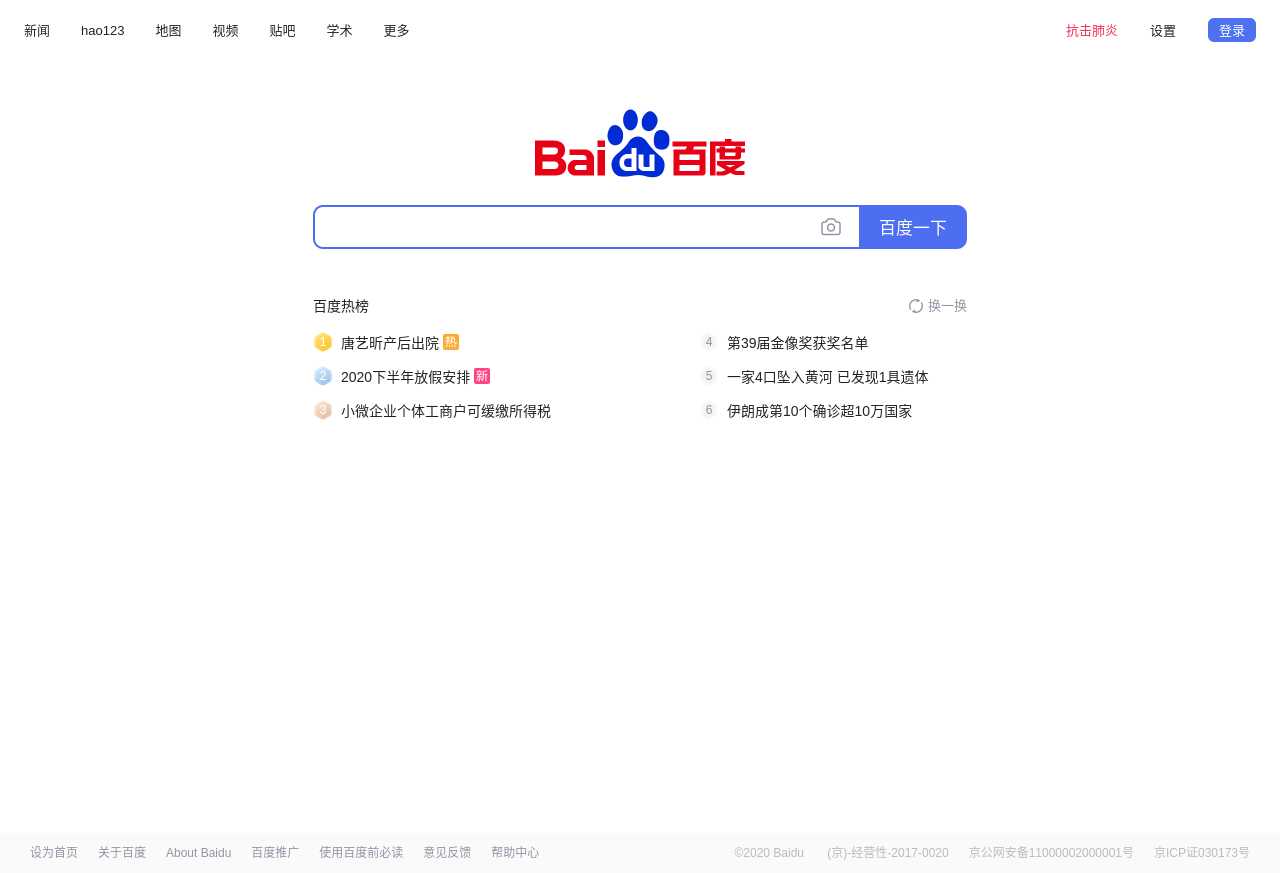 新闻 hao123 地图 视频 贴吧 学术 更多 抗击肺炎 设置 登录
Bai du 百度
百度一下
百度热榜 换一换
1 唐艺昕产后出院 热
2 2020下半年放假安排 新
3 小微企业个体工商户可缓缴所得税
4 第39届金像奖获奖名单
5 一家4口坠入黄河 已发现1具遗体
6 伊朗成第10个确诊超10万国家
设为首页 关于百度 About Baidu 百度推广 使用百度前必读 意见反馈 帮助中心 ©2020 Baidu (京)-经营性-2017-0020 京公网安备11000002000001号 京ICP证030173号